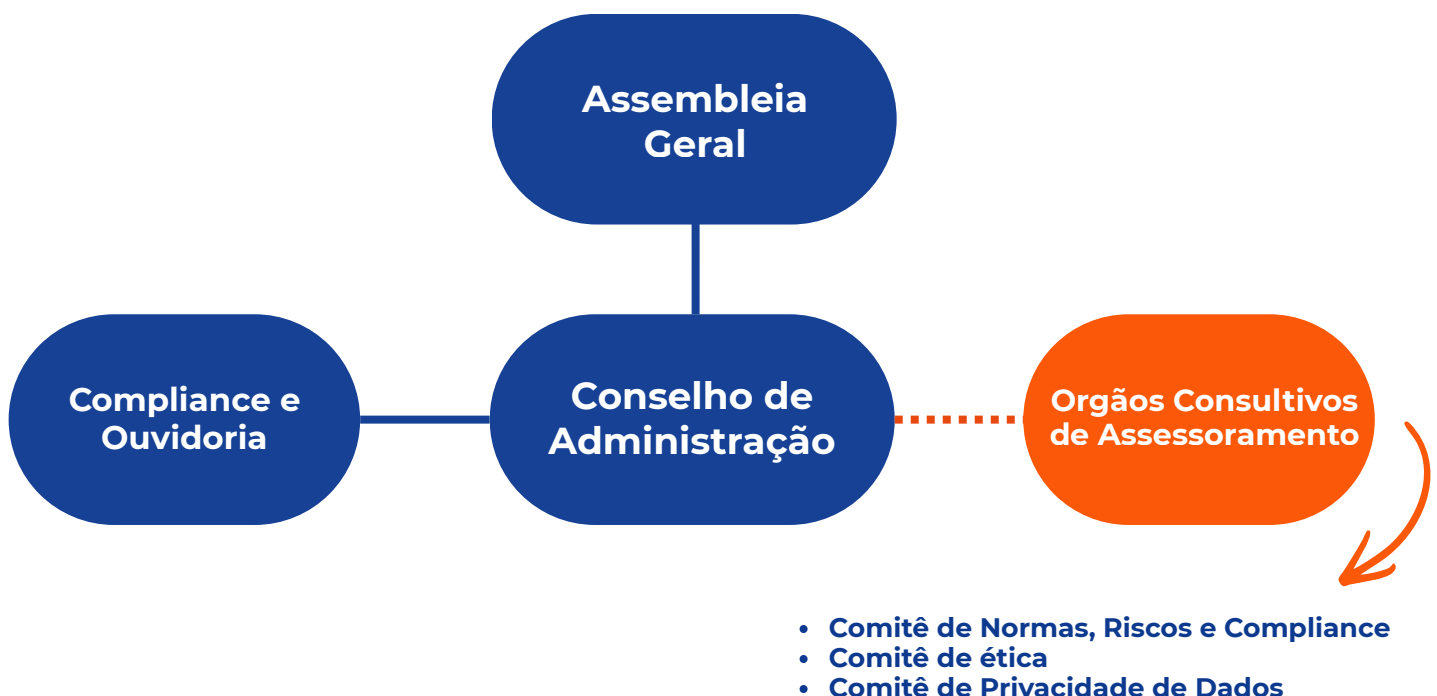 Assembleia
Geral
Compliance e
Ouvidoria
Conselho de
Administração
Orgãos Consultivos
de Assessoramento
• Comitê de Normas, Riscos e Compliance
• Comitê de ética
• Comitê de Privacidade de Dados